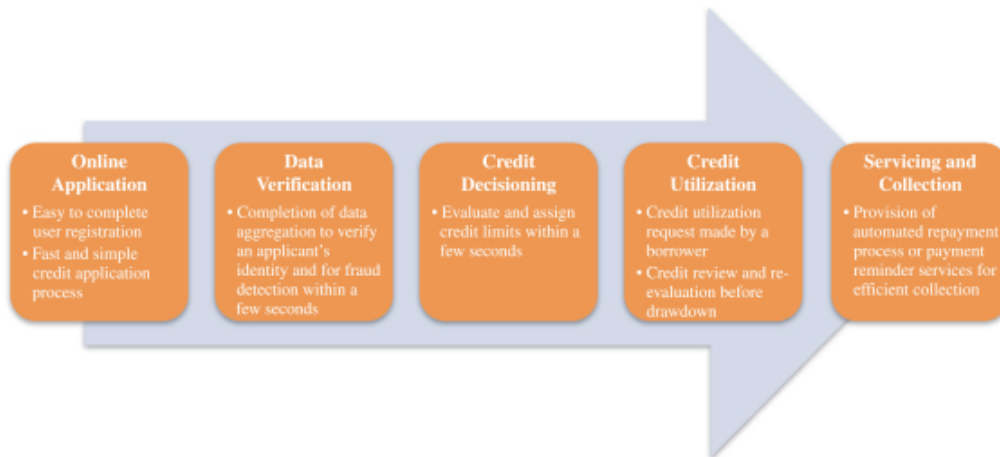 Online
Application
• Easy to complete
user registration
• Fast and simple
credit application
process
Data
Verification
• Completion of data
aggregation to verify
an applicant's
identity and for fraud
detection within a
few seconds
Credit
Decisioning
• Evaluate and assign
credit limits within a
few seconds
Credit
Utilization
• Credit utilization
request made by a
borrower
• Credit review and re-
evaluation before
drawdown
Servicing and
Collection
• Provision of
automated repayment
process or payment
reminder services for
efficient collection